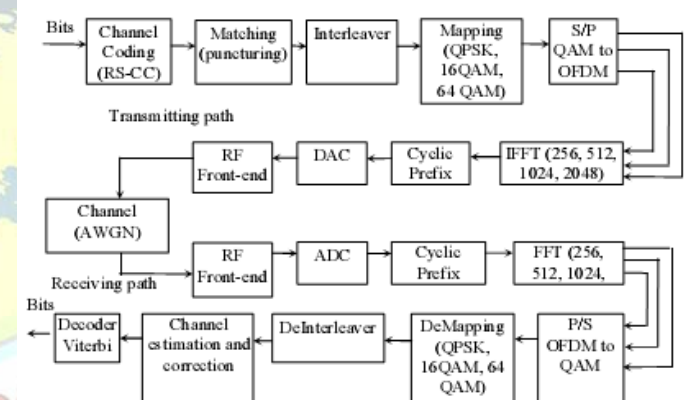 Bits
Channel
Coding
(RS-CC)
Matching
(puncturing)
Interleaver
Mapping
(QPSK,
16QAM,
64 QAM)
S/P
QAM to
OFDM
Transmitting path
RF
Front-end
DAC
Cyclic
Prefix
IFFT (256, 512,
1024, 2048)
Channel
(AWGN)
RF
Front-end
ADC
Cyclic
Prefix
FFT (256,
512, 1024,
Receiving path
Bits
Decoder
Viterbi
Channel
estimation and
correction
DeInterleaver
DeMapping
(QPSK,
16QAM, 64
QAM)
P/S
OFDM to
QAM